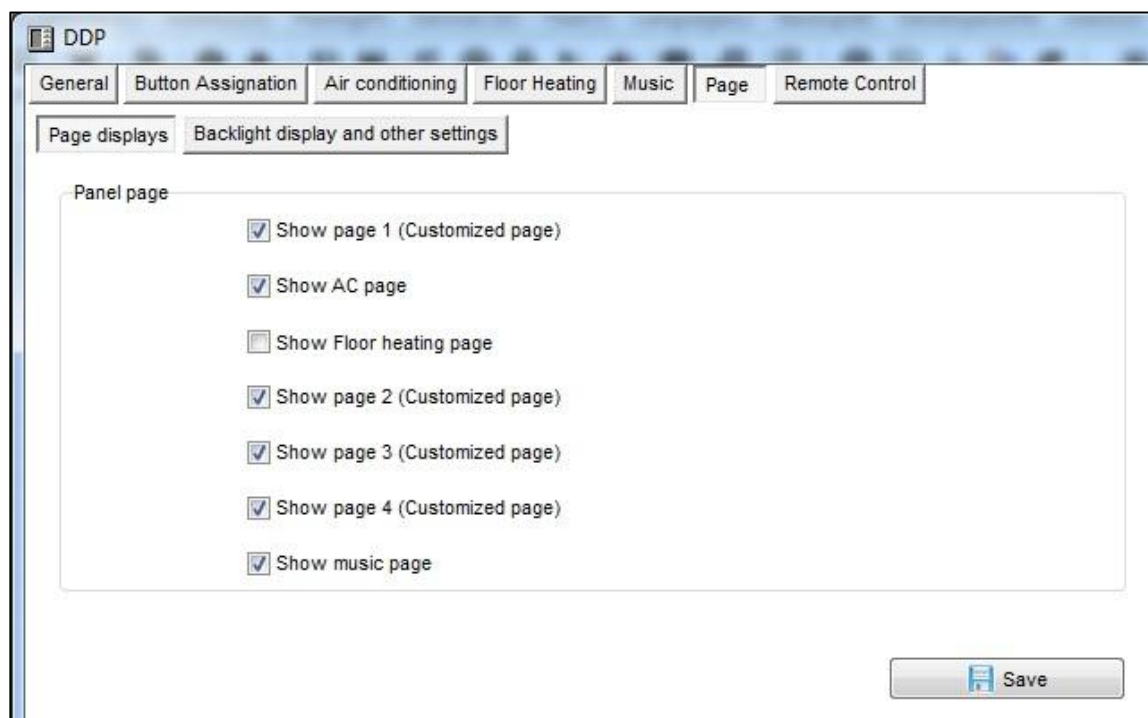 DDP
General Button Assignation Air conditioning Floor Heating Music Page Remote Control
Page displays Backlight display and other settings
Panel page
Show page 1 (Customized page)
Show AC page
Show Floor heating page
Show page 2 (Customized page)
Show page 3 (Customized page)
Show page 4 (Customized page)
Show music page
Save